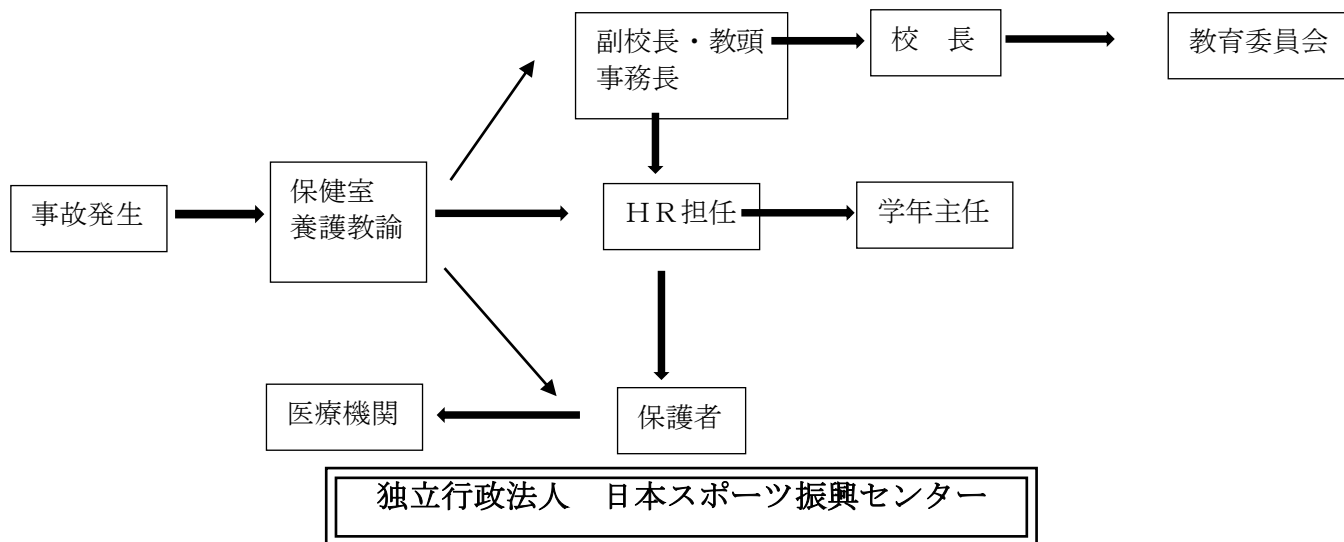 副校長・教頭
事務長
校　長
教育委員会
事故発生
保健室
養護教諭
ＨＲ担任
学年主任
医療機関
保護者
独立行政法人　日本スポーツ振興センター